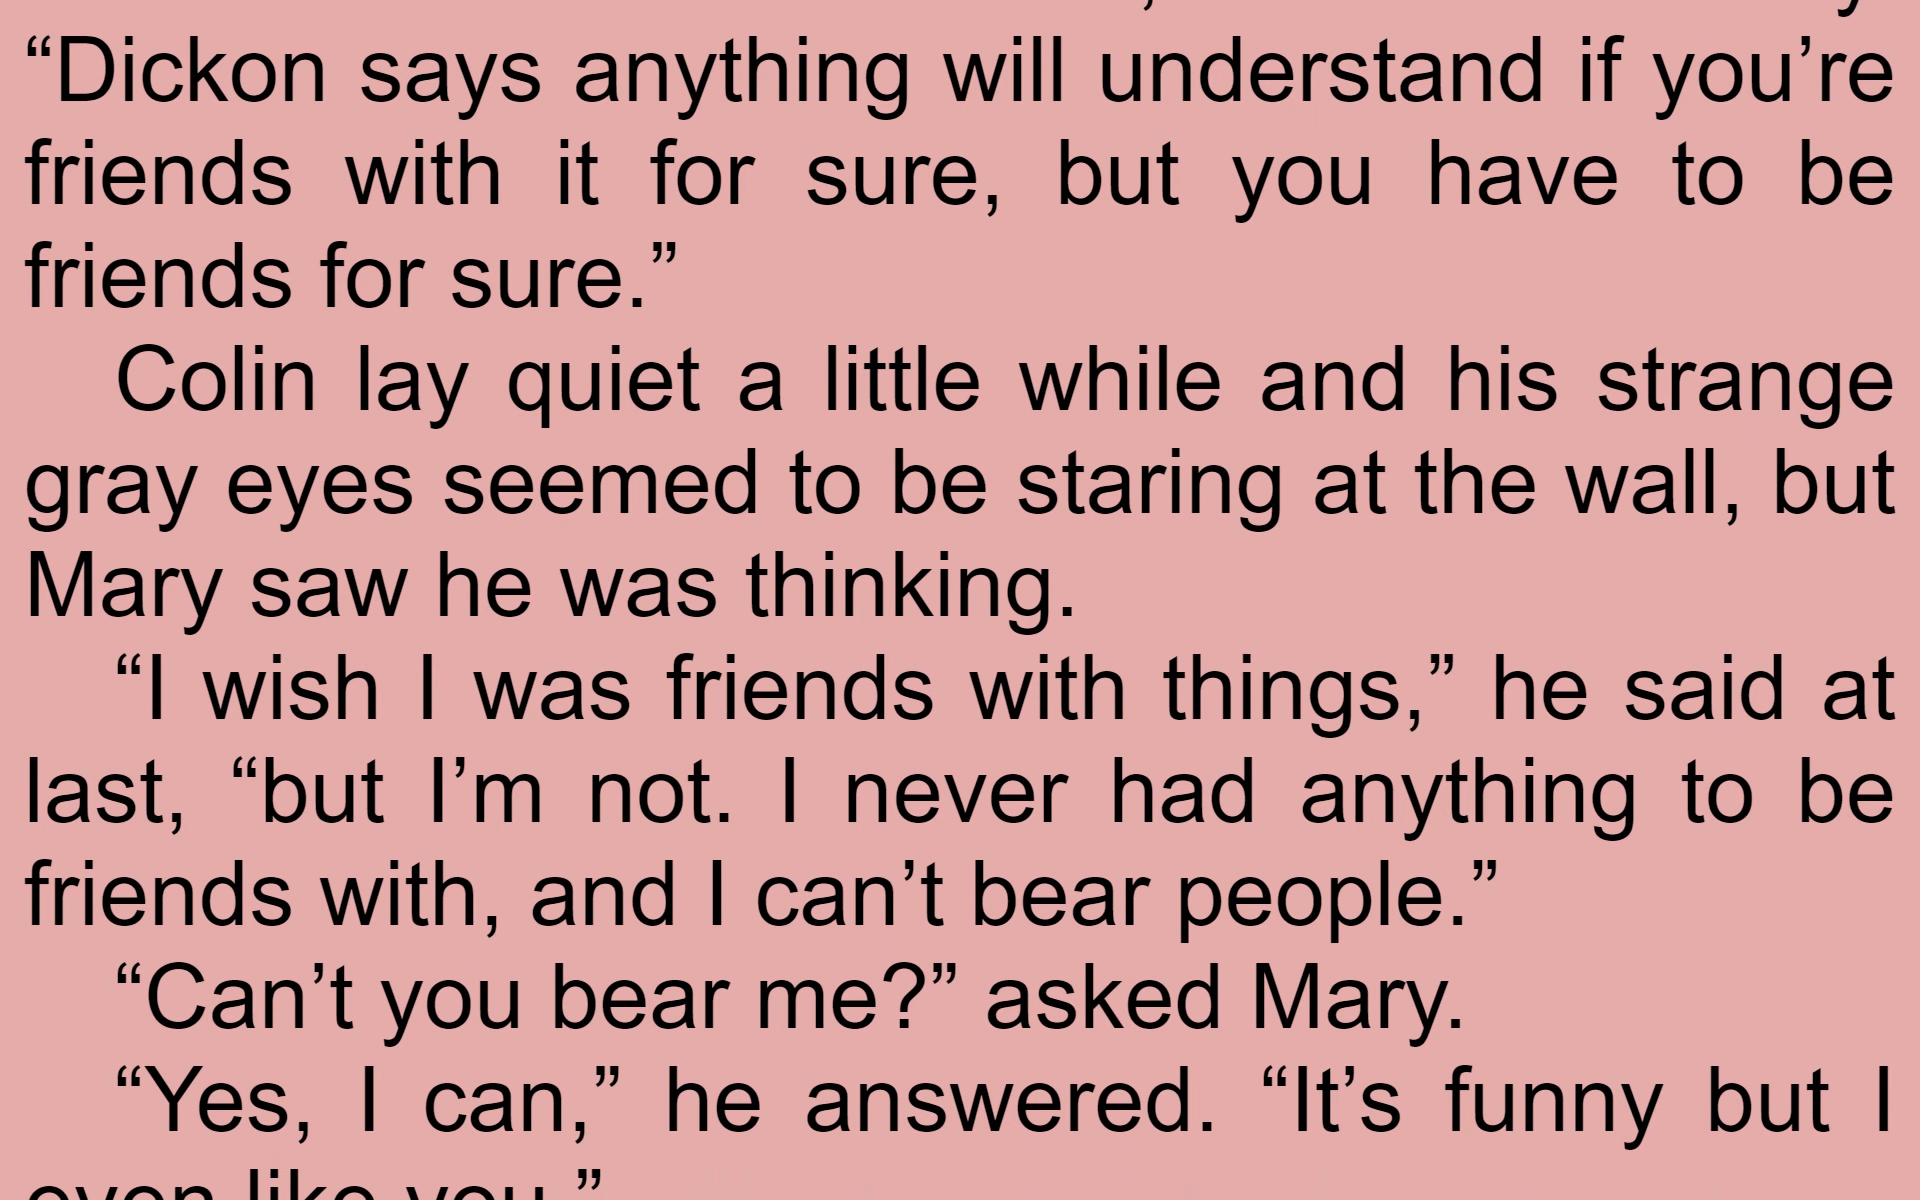 “Dickon says anything will understand if you’re
friends with it for sure, but you have to be
friends for sure.”
Colin lay quiet a little while and his strange
gray eyes seemed to be staring at the wall, but
Mary saw he was thinking.
“I wish I was friends with things,” he said at
last, “but I’m not. I never had anything to be
friends with, and I can’t bear people.”
“Can’t you bear me?” asked Mary.
“Yes, I can,” he answered. “It’s funny but I
even like you.”